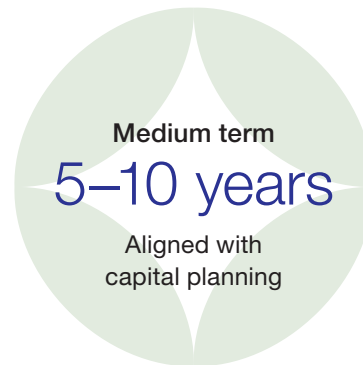 Medium term
5–10 years
Aligned with
capital planning